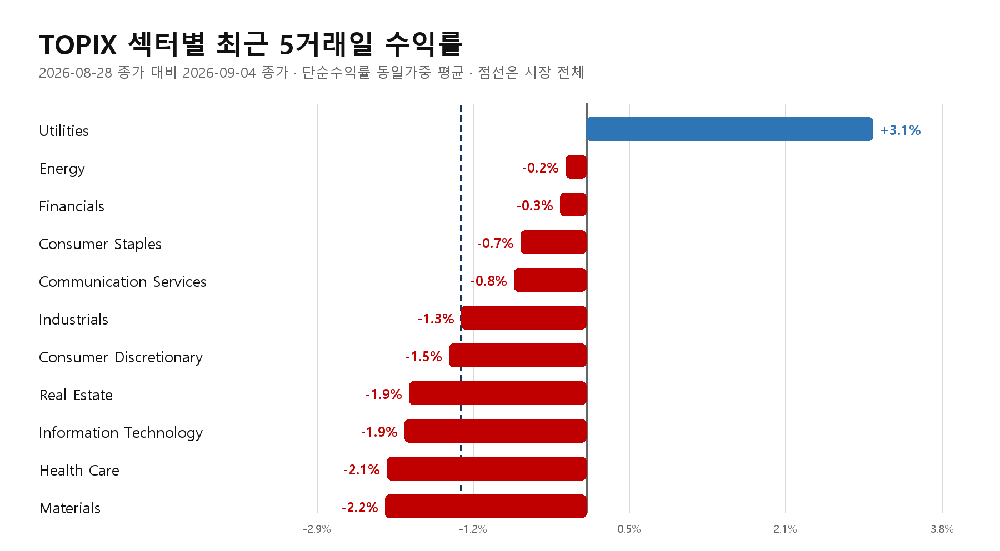 TOPIX 섹터별 최근 5거래일 수익률
2026-08-28 종가 대비 2026-09-04 종가 · 단순수익률 동일가중 평균 · 점선은 시장 전체
Utilities +3.1%
Energy -0.2%
Financials -0.3%
Consumer Staples -0.7%
Communication Services -0.8%
Industrials -1.3%
Consumer Discretionary -1.5%
Real Estate -1.9%
Information Technology -1.9%
Health Care -2.1%
Materials -2.2%
-2.9% -1.2% 0.5% 2.1% 3.8%